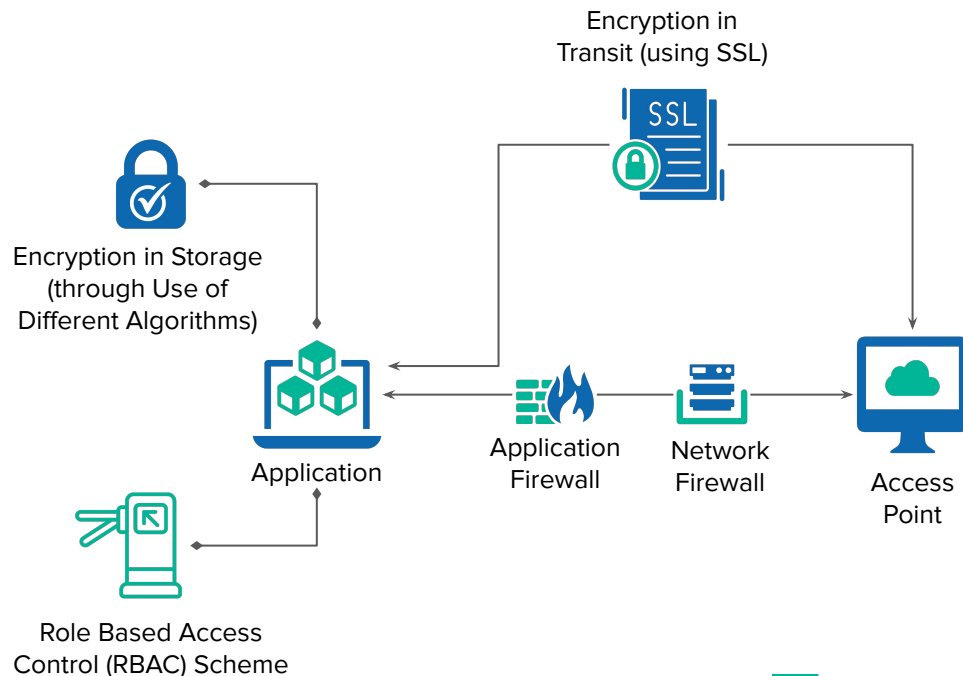 Encryption in
Transit (using SSL)
SSL
Encryption in Storage
(through Use of
Different Algorithms)
Application
Application
Firewall
Network
Firewall
Access
Point
Role Based Access
Control (RBAC) Scheme